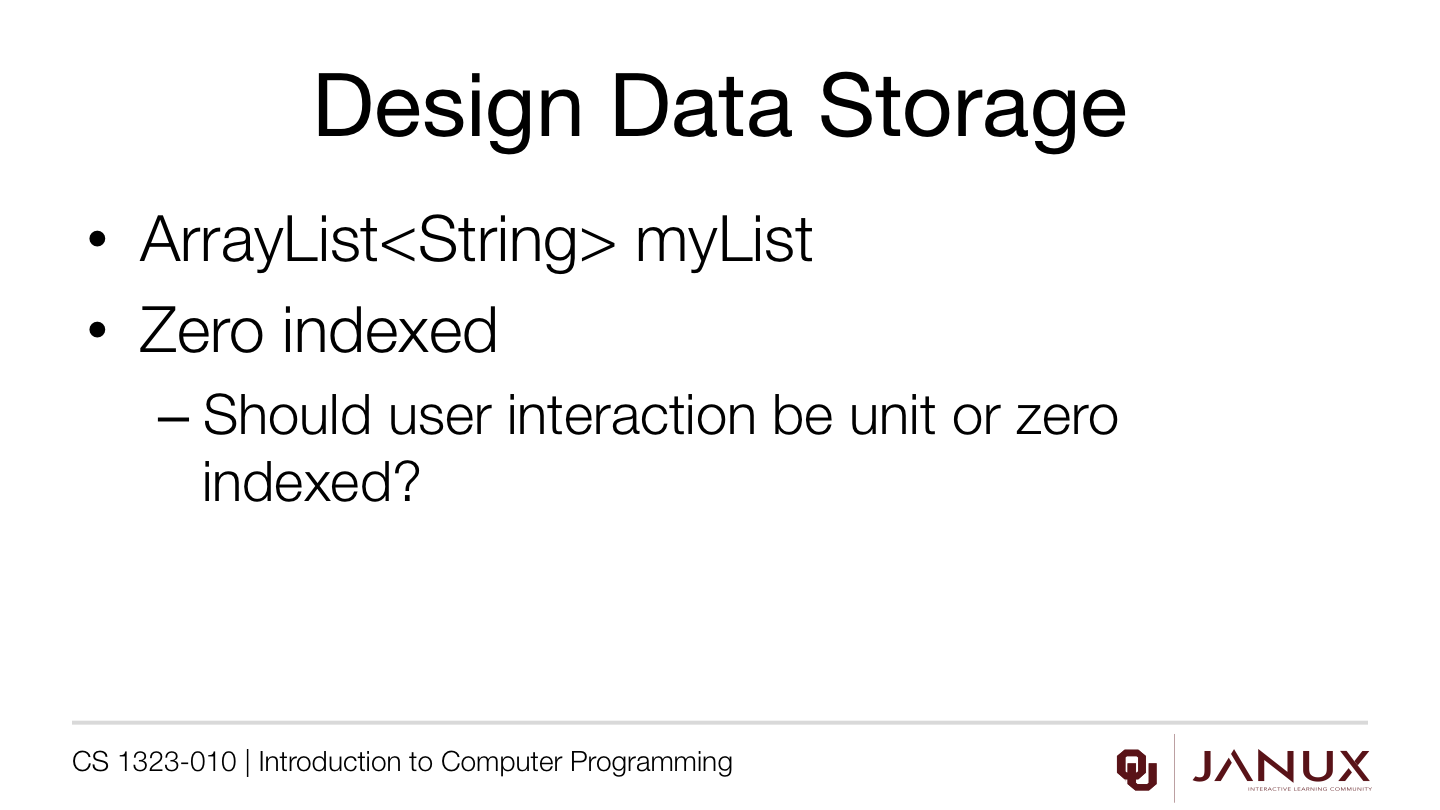 Design Data Storage
• ArrayList<String> myList
• Zero indexed
– Should user interaction be unit or zero
indexed?
CS 1323-010 | Introduction to Computer Programming
OU
JANUX
INTERACTIVE LEARNING COMMUNITY